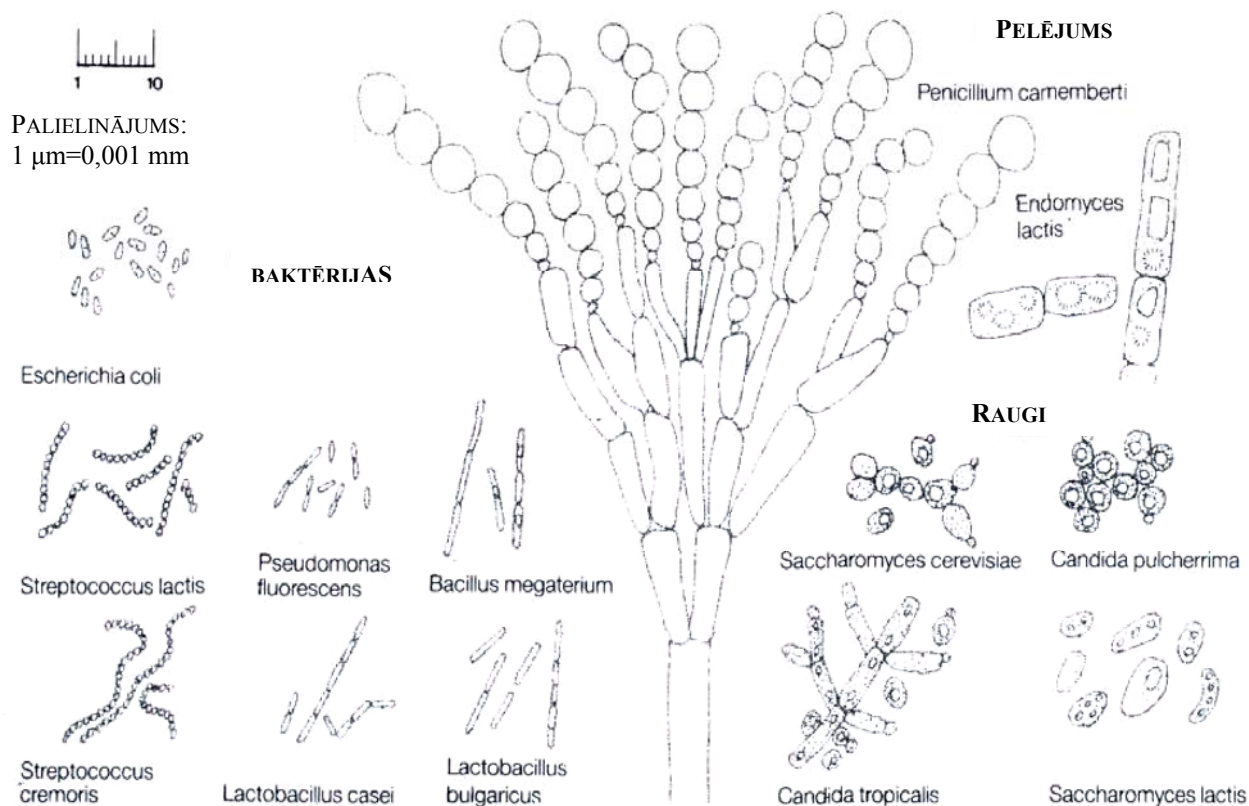 PELĒJUMS
Penicillium camemberti
1 10
PALIELINĀJUMS:
1 μm=0,001 mm
Endomyces
lactis
BAKTĒRIJAS
Escherichia coli
RAUGI
Streptococcus lactis
Pseudomonas
fluorescens
Bacillus megaterium
Saccharomyces cerevisiae
Candida pulcherrima
Streptococcus
cremoris
Lactobacillus casei
Lactobacillus
bulgaricus
Candida tropicalis
Saccharomyces lactis